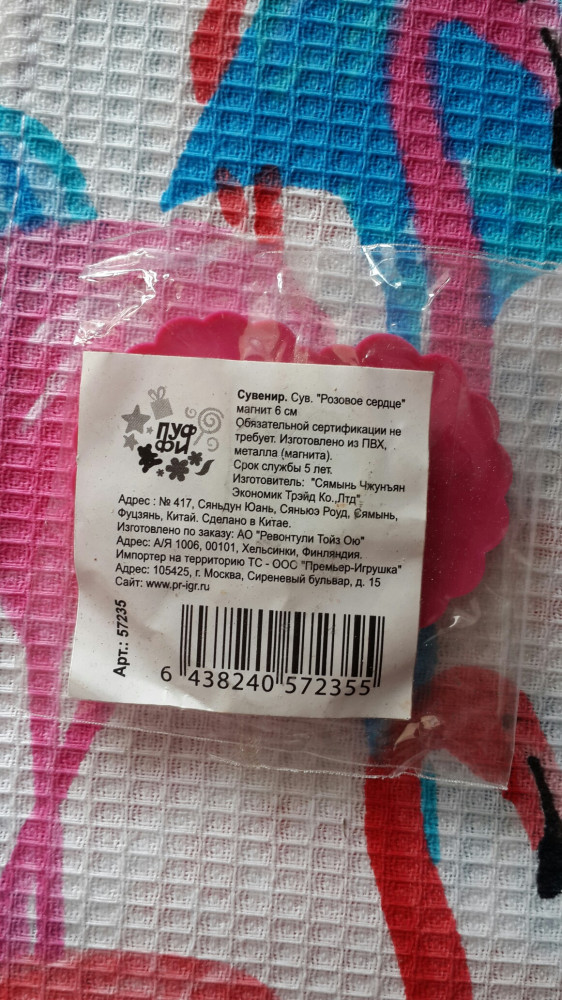 ПУФ
ФИ
Сувенир. Сув. "Розовое сердце"
магнит 6 см
Обязательной сертификации не
требует. Изготовлено из ПВХ,
металла (магнита).
Срок службы 5 лет.
Изготовитель: "Сямынь Чжунъян
Экономик Трэйд Ко., Лтд"
Адрес : № 417, Сяньдун Юань, Сяньюэ Роуд, Сямынь,
Фуцзянь, Китай. Сделано в Китае.
Изготовлено по заказу: АО "Ревонтули Тойз Ою"
Адрес: А/Я 1006, 00101, Хельсинки, Финляндия.
Импортер на территорию ТС - ООО "Премьер-Игрушка"
Адрес: 105425, г. Москва, Сиреневый бульвар, д. 15
Сайт: www.pr-igr.ru
Арт.: 57235
6 438240 572355